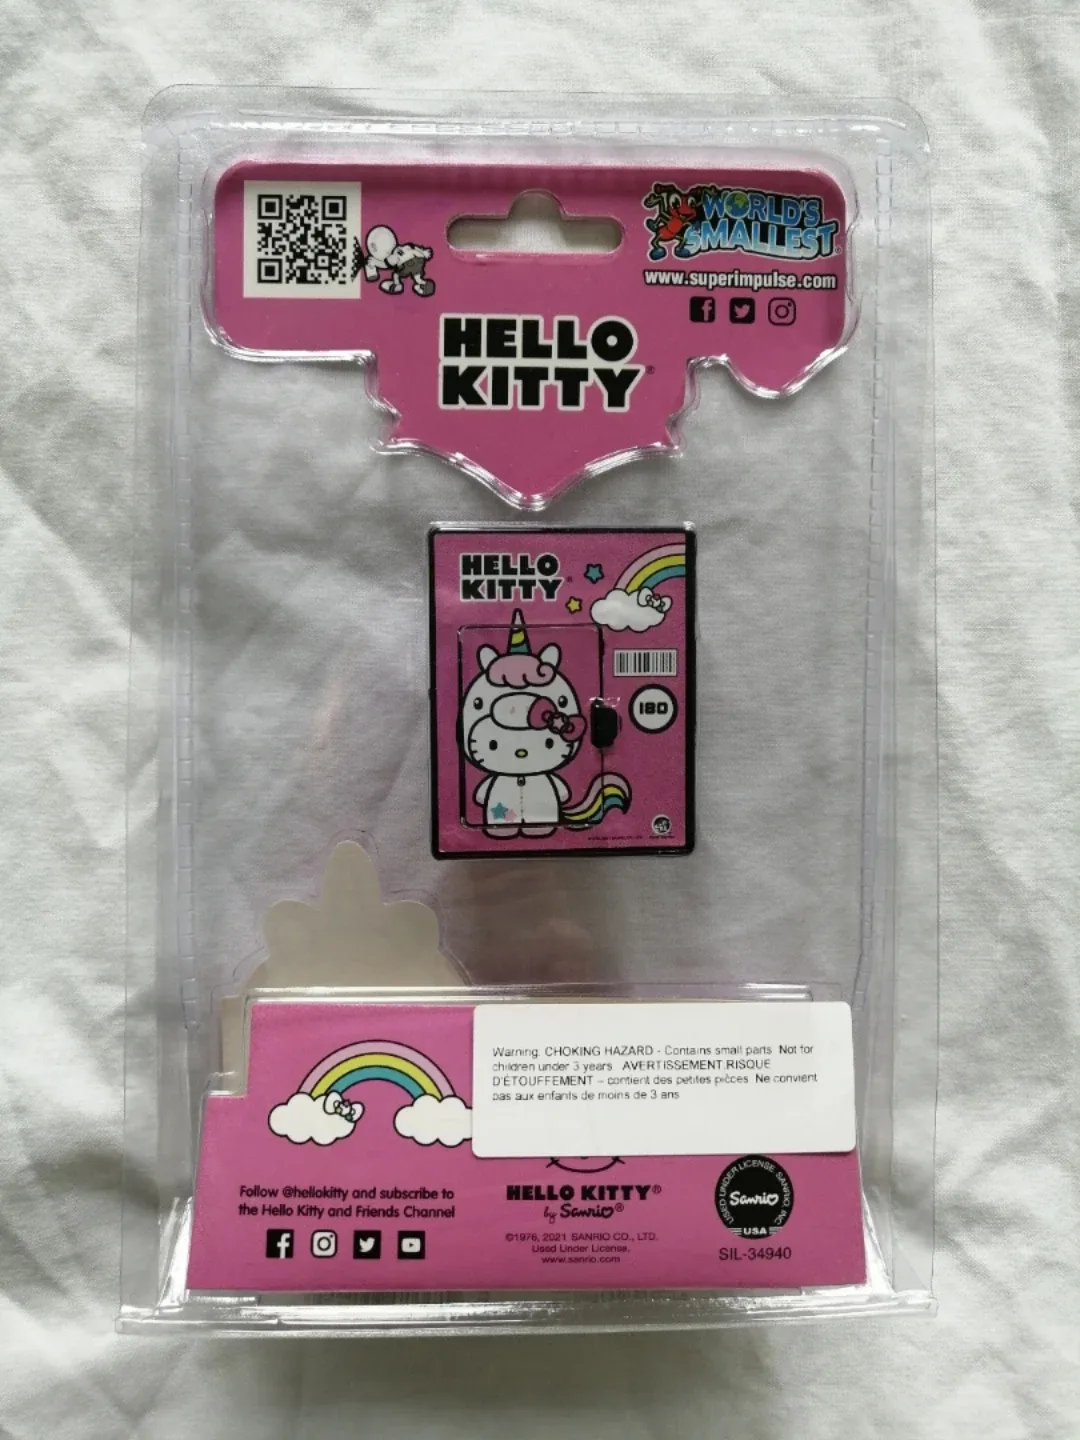 WORLD'S
SMALLEST
www.superimpulse.com
HELLO
KITTY®
HELLO
KITTY®
180
Warning: CHOKING HAZARD - Contains small parts. Not for
children under 3 years. AVERTISSEMENT:RISQUE
D'ÉTOUFFEMENT – contient des petites pièces. Ne convient
pas aux enfants de moins de 3 ans.
Follow @hellokitty and subscribe to
the Hello Kitty and Friends Channel
HELLO KITTY®
by Sanrio®
©1976, 2021 SANRIO CO., LTD.
Used Under License.
www.sanrio.com
USED UNDER LICENSE, SANRIO, INC.
Sanrio
USA
SIL-34940